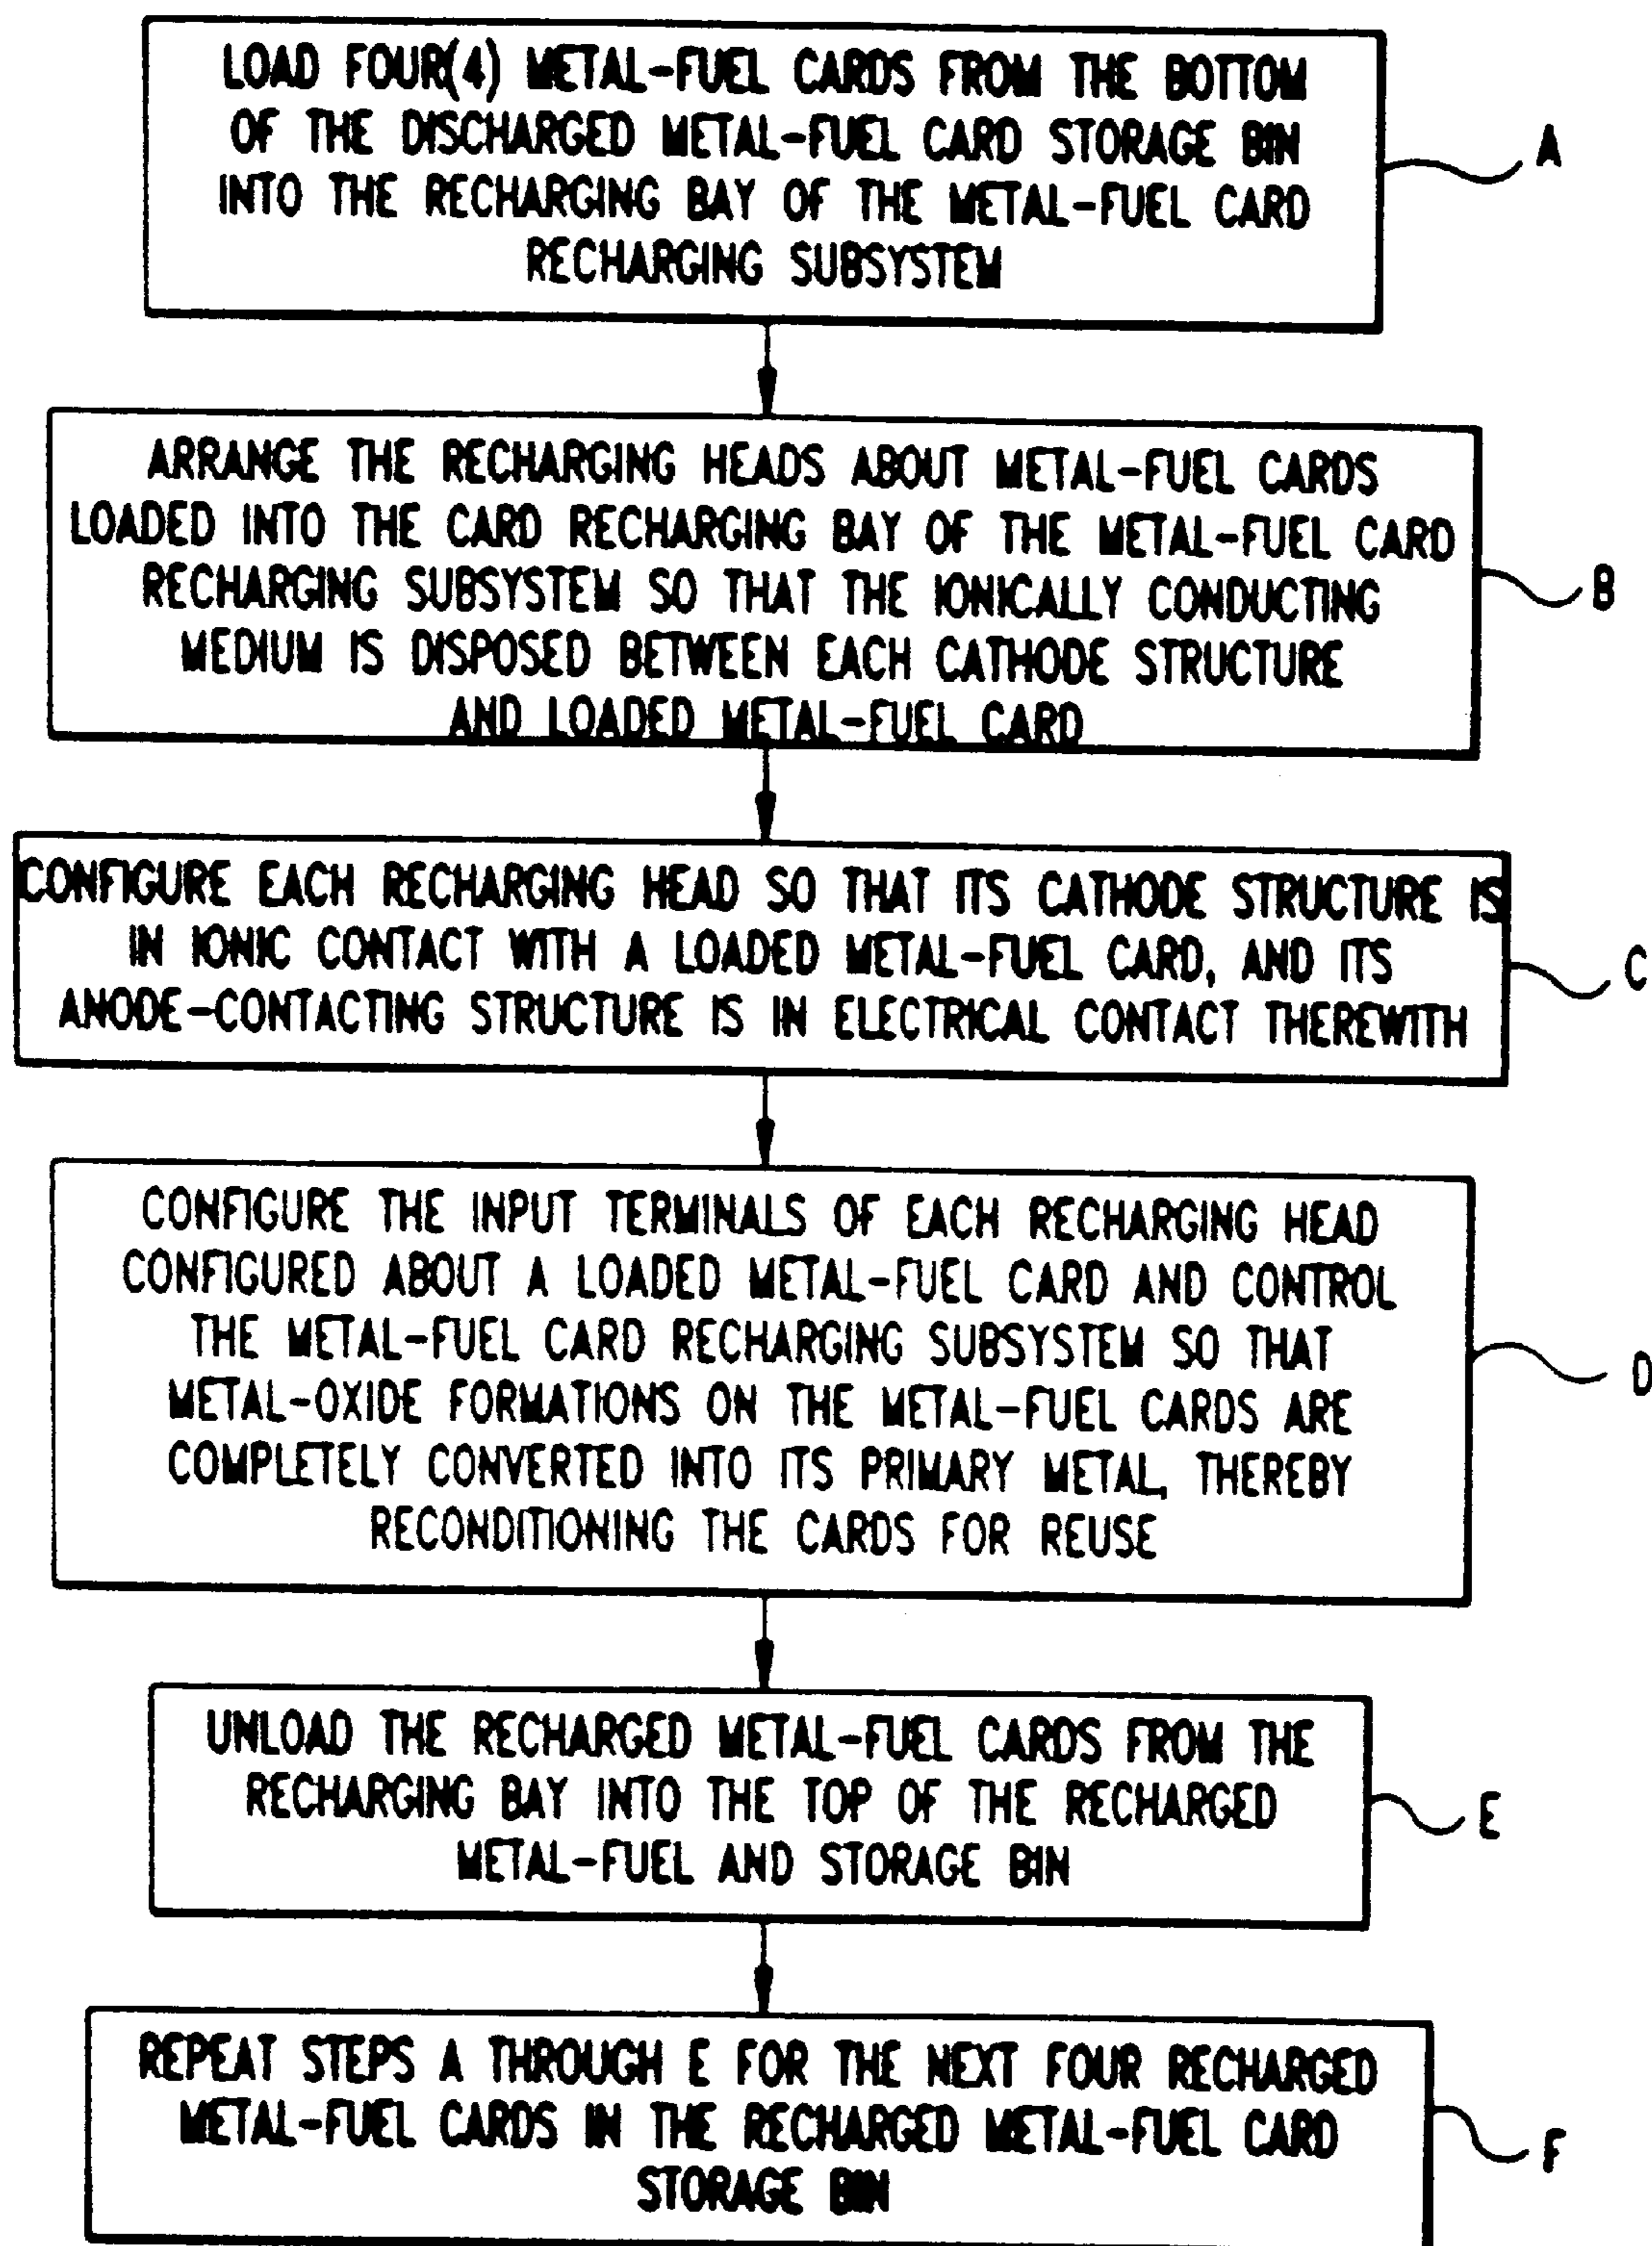 LOAD FOUR(4) METAL-FUEL CARDS FROM THE BOTTOM
OF THE DISCHARGED METAL-FUEL CARD STORAGE BIN
INTO THE RECHARGING BAY OF THE METAL-FUEL CARD
RECHARGING SUBSYSTEM
A
ARRANGE THE RECHARGING HEADS ABOUT METAL-FUEL CARDS
LOADED INTO THE CARD RECHARGING BAY OF THE METAL-FUEL CARD
RECHARGING SUBSYSTEM SO THAT THE IONICALLY CONDUCTING
MEDIUM IS DISPOSED BETWEEN EACH CATHODE STRUCTURE
AND LOADED METAL-FUEL CARD
B
CONFIGURE EACH RECHARGING HEAD SO THAT ITS CATHODE STRUCTURE IS
IN IONIC CONTACT WITH A LOADED METAL-FUEL CARD, AND ITS
ANODE-CONTACTING STRUCTURE IS IN ELECTRICAL CONTACT THEREWITH
C
CONFIGURE THE INPUT TERMINALS OF EACH RECHARGING HEAD
CONFIGURED ABOUT A LOADED METAL-FUEL CARD AND CONTROL
THE METAL-FUEL CARD RECHARGING SUBSYSTEM SO THAT
METAL-OXIDE FORMATIONS ON THE METAL-FUEL CARDS ARE
COMPLETELY CONVERTED INTO ITS PRIMARY METAL, THEREBY
RECONDITIONING THE CARDS FOR REUSE
D
UNLOAD THE RECHARGED METAL-FUEL CARDS FROM THE
RECHARGING BAY INTO THE TOP OF THE RECHARGED
METAL-FUEL AND STORAGE BIN
E
REPEAT STEPS A THROUGH E FOR THE NEXT FOUR RECHARGED
METAL-FUEL CARDS IN THE RECHARGED METAL-FUEL CARD
STORAGE BIN
F